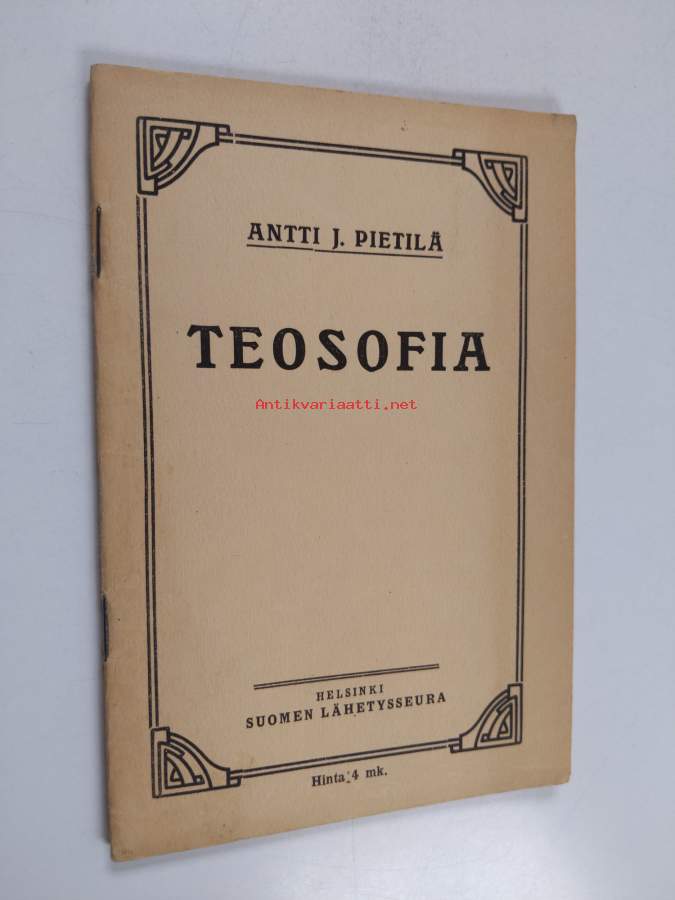 ANTTI J. PIETILÄ
TEOSOFIA
Antikvariaatti.net
HELSINKI
SUOMEN LÄHETYSSEURA
Hinta: 4 mk.